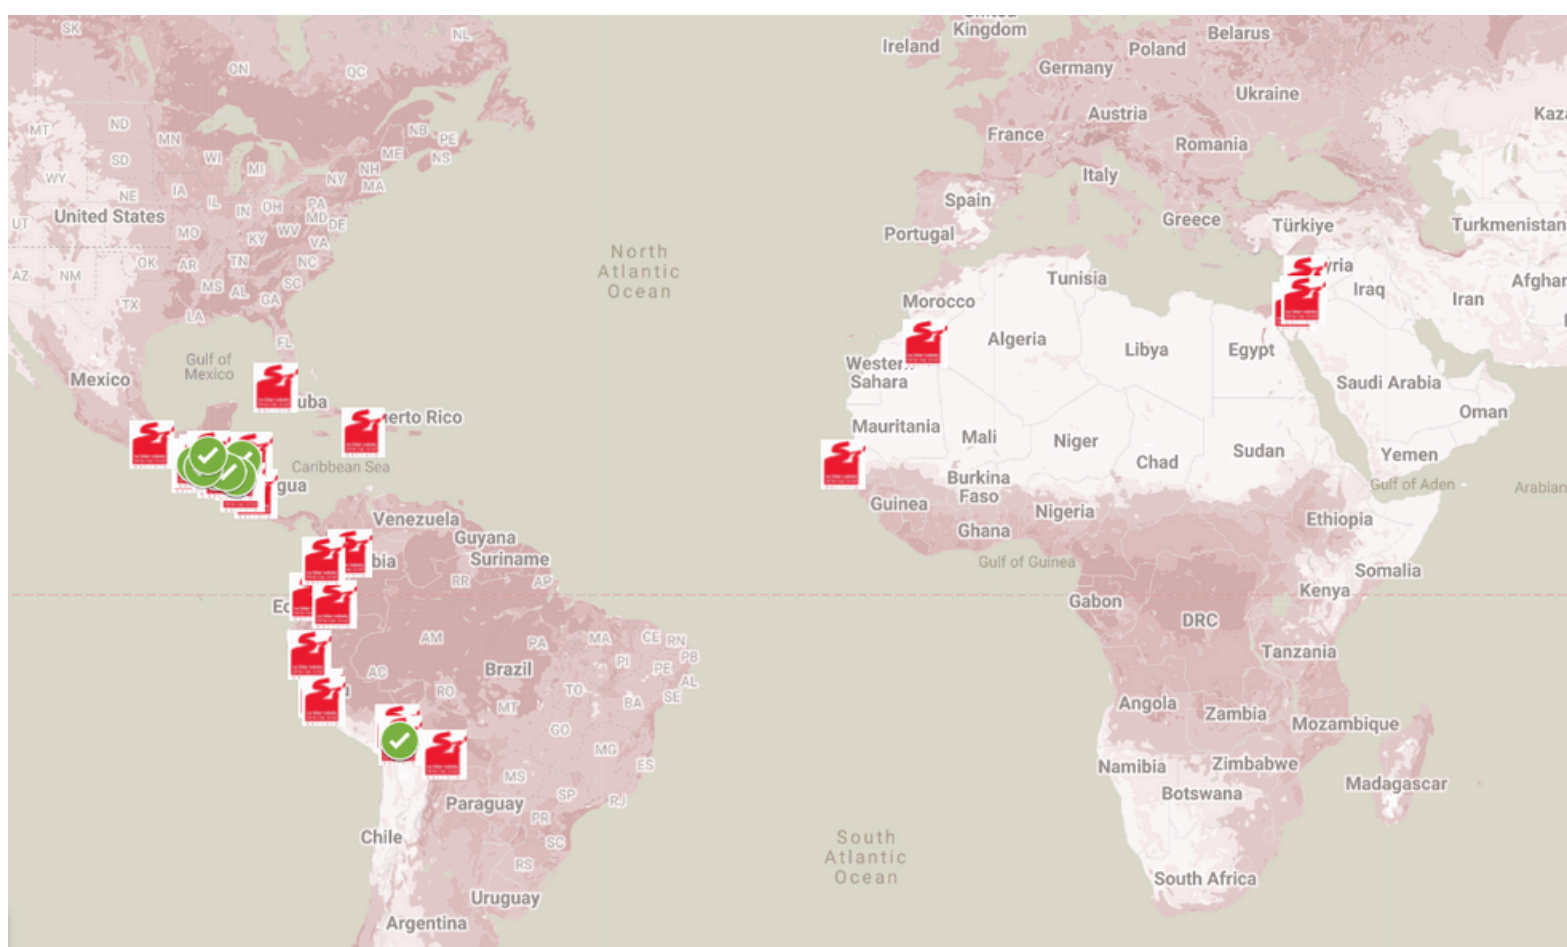 United
Kingdom
SK
NL
Ireland
Belarus
Poland
ON
QC
Germany
Ukraine
Kaza
MT
ND
MN
NB
PE
Austria
France
Romania
SD
WI
MI
ME
NS
NH
WY
NY
MA
Italy
NE
IA
IL
IN
OH
PA
MD
DE
Spain
UT
United States
MO
KY
WV
VA
Portugal
Greece
Türkiye
Turkmenistan
North
Atlantic
Ocean
AZ
NM
OK
AR
TN
NC
yria
Tunisia
Afghan
MS
AL
GA
SC
Iraq
Iran
TX
LA
Morocco
FL
Algeria
Libya
Egypt
Gulf of
Mexico
Mexico
Western
Sahara
Saudi Arabia
uba
Oman
erto Rico
Mauritania
Mali
Niger
Chad
Sudan
Yemen
Caribbean Sea
gua
Burkina
Faso
Gulf of Aden
Arabian
Guinea
Nigeria
Ethiopia
Venezuela
Ghana
Guyana
bia
Suriname
Gulf of Guinea
Somalia
RR
AP
Kenya
Ec
Gabon
DRC
AM
PA
MA
CE
RN
Tanzania
PI
PE
PB
AC
Brazil
AL
RO
TO
BA
SE
MT
Angola
Zambia
Mozambique
GO
MG
ES
Namibia
Zimbabwe
MS
SP
RJ
Botswana
Madagascar
Paraguay
PR
Chile
SC
South
Atlantic
Ocean
RS
South Africa
Uruguay
Argentina